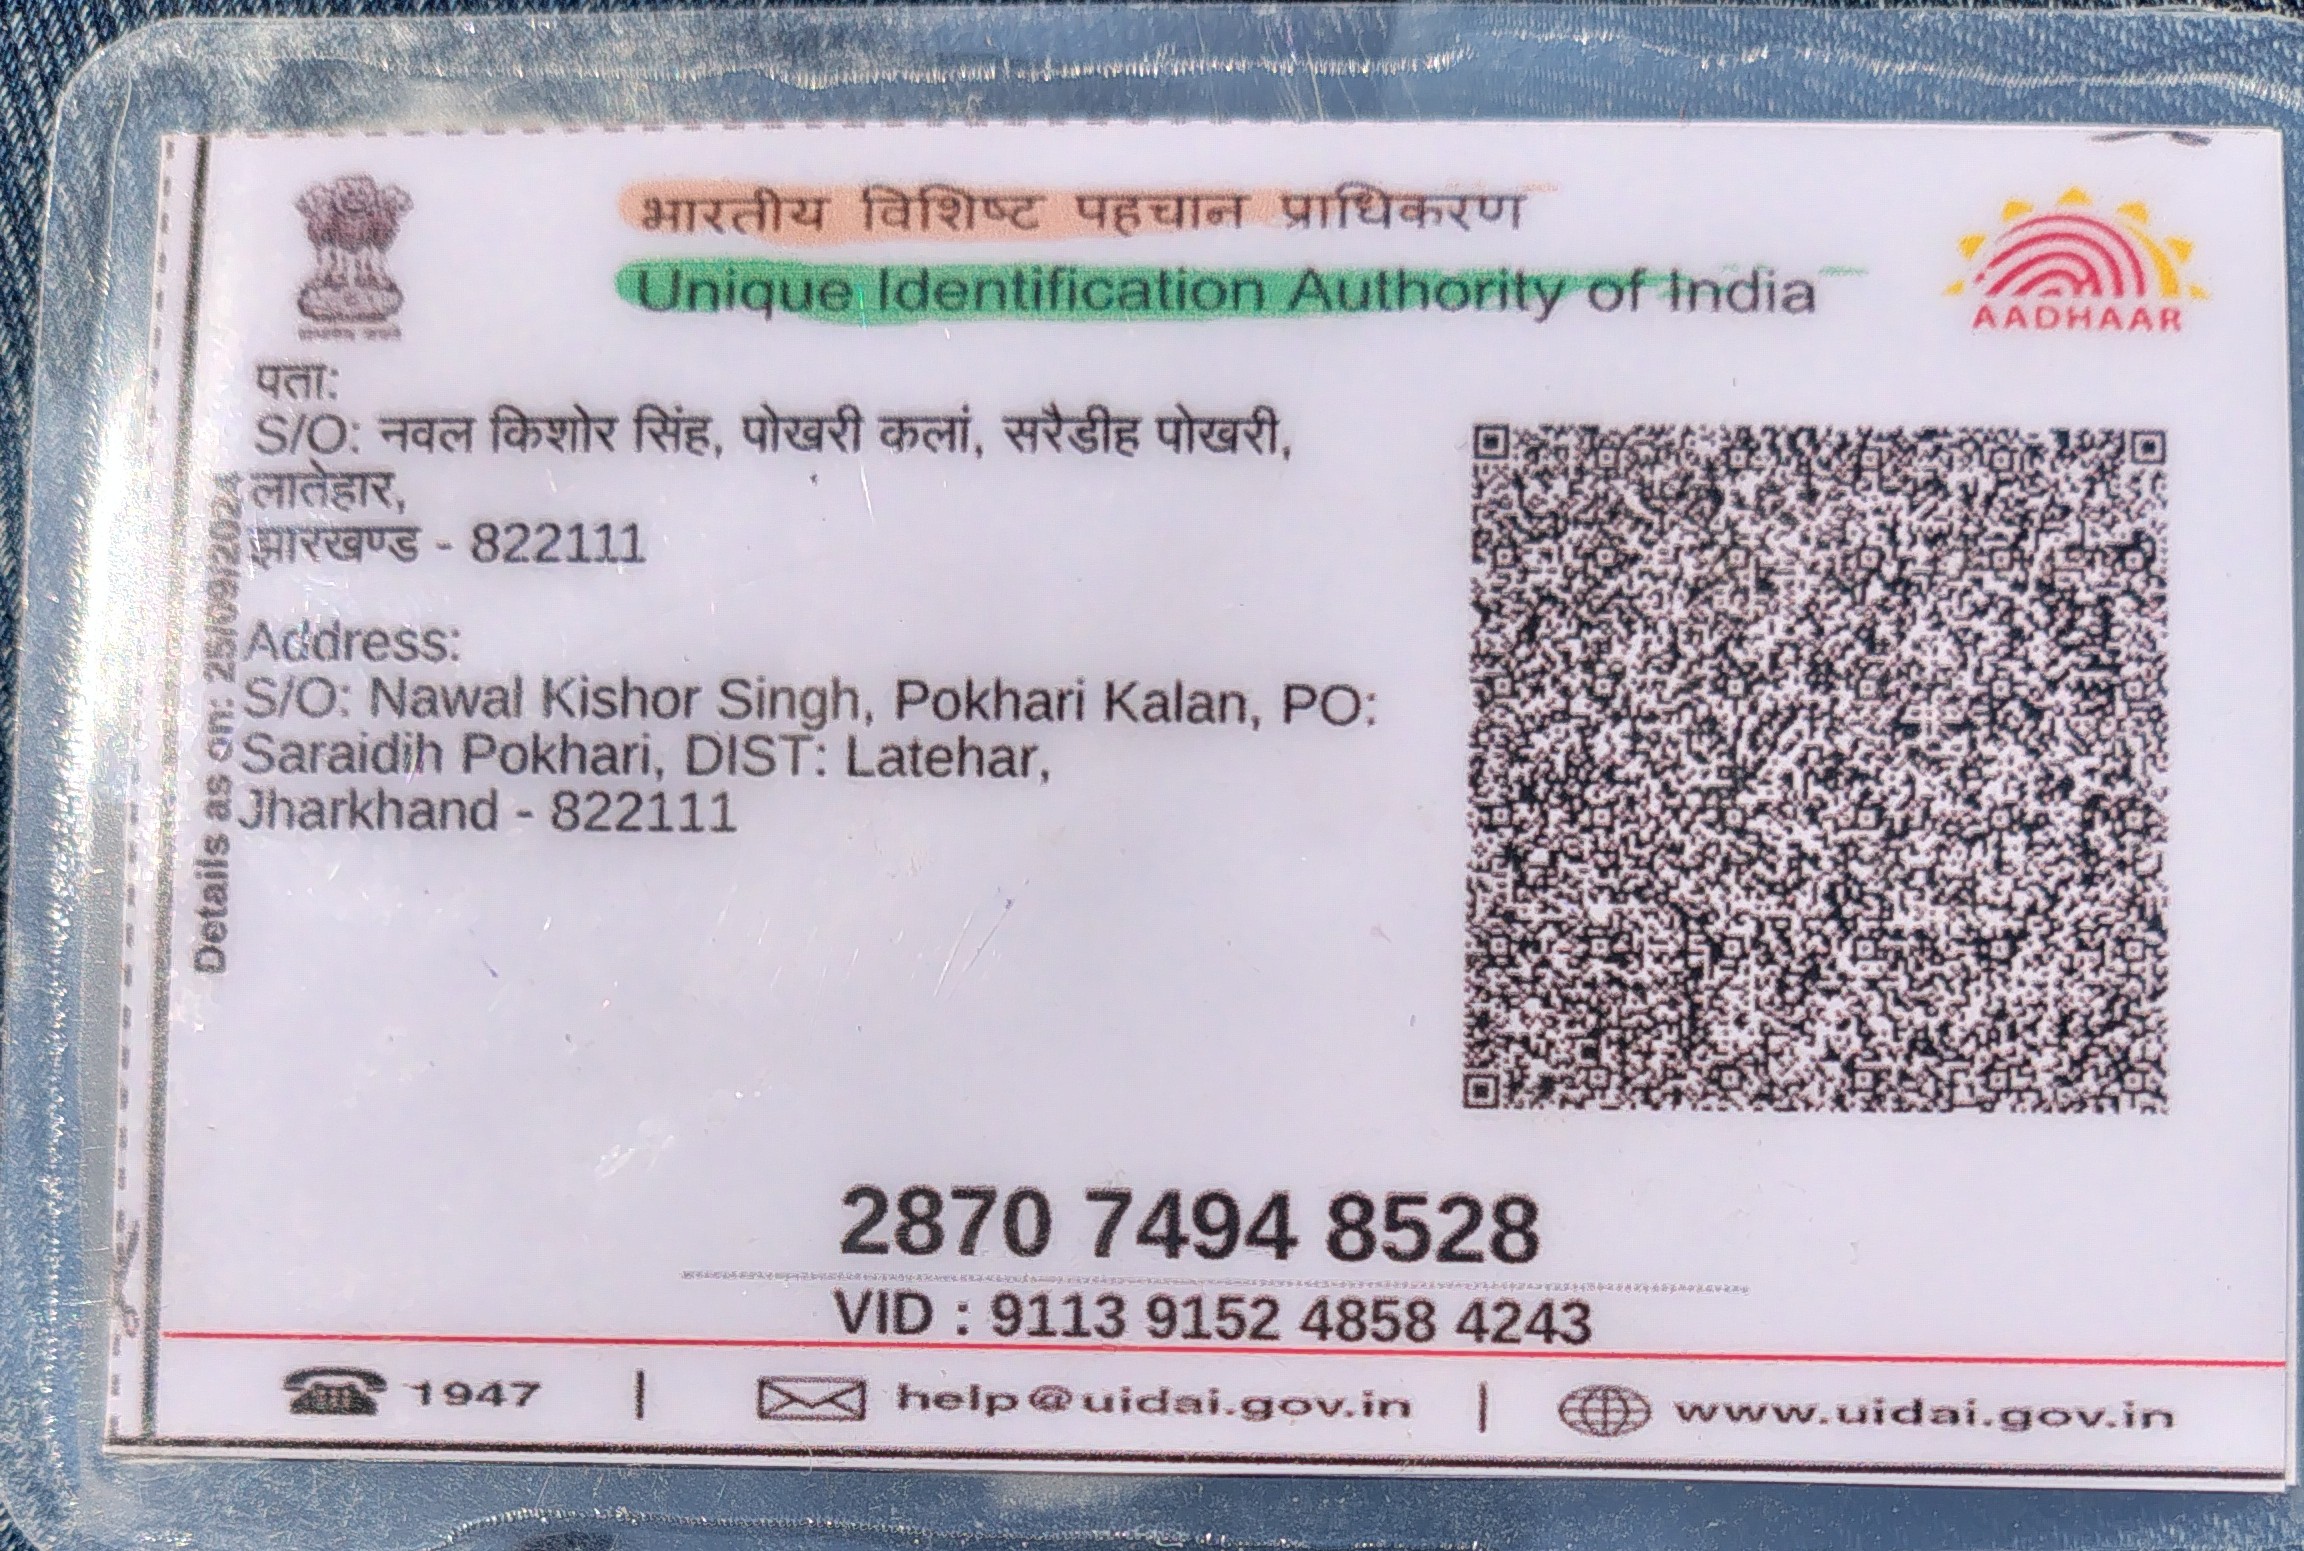 भारतीय विशिष्ट पहचान प्राधिकरण
Unique Identification Authority of India
AADHAAR
पता:
S/O: नवल किशोर सिंह, पोखरी कलां, सरैडीह पोखरी,
लातेहार,
झारखण्ड - 822111
Address:
S/O: Nawal Kishor Singh, Pokhari Kalan, PO:
Saraidih Pokhari, DIST: Latehar,
Jharkhand - 822111
Details as on: 25/09/2024
2870 7494 8528
VID : 9113 9152 4858 4243
1947 | help@uidai.gov.in | www.uidai.gov.in